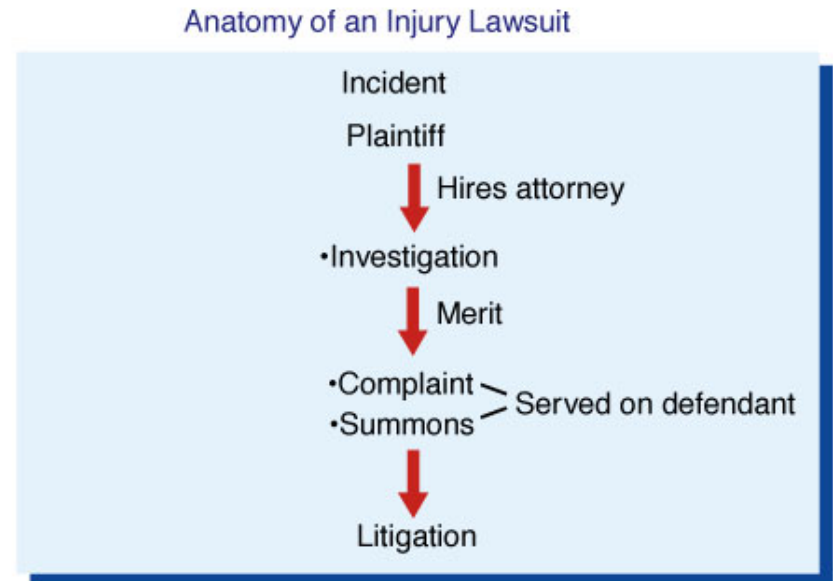 Anatomy of an Injury Lawsuit
Incident
Plaintiff
Hires attorney
•Investigation
Merit
•Complaint
•Summons
Served on defendant
Litigation